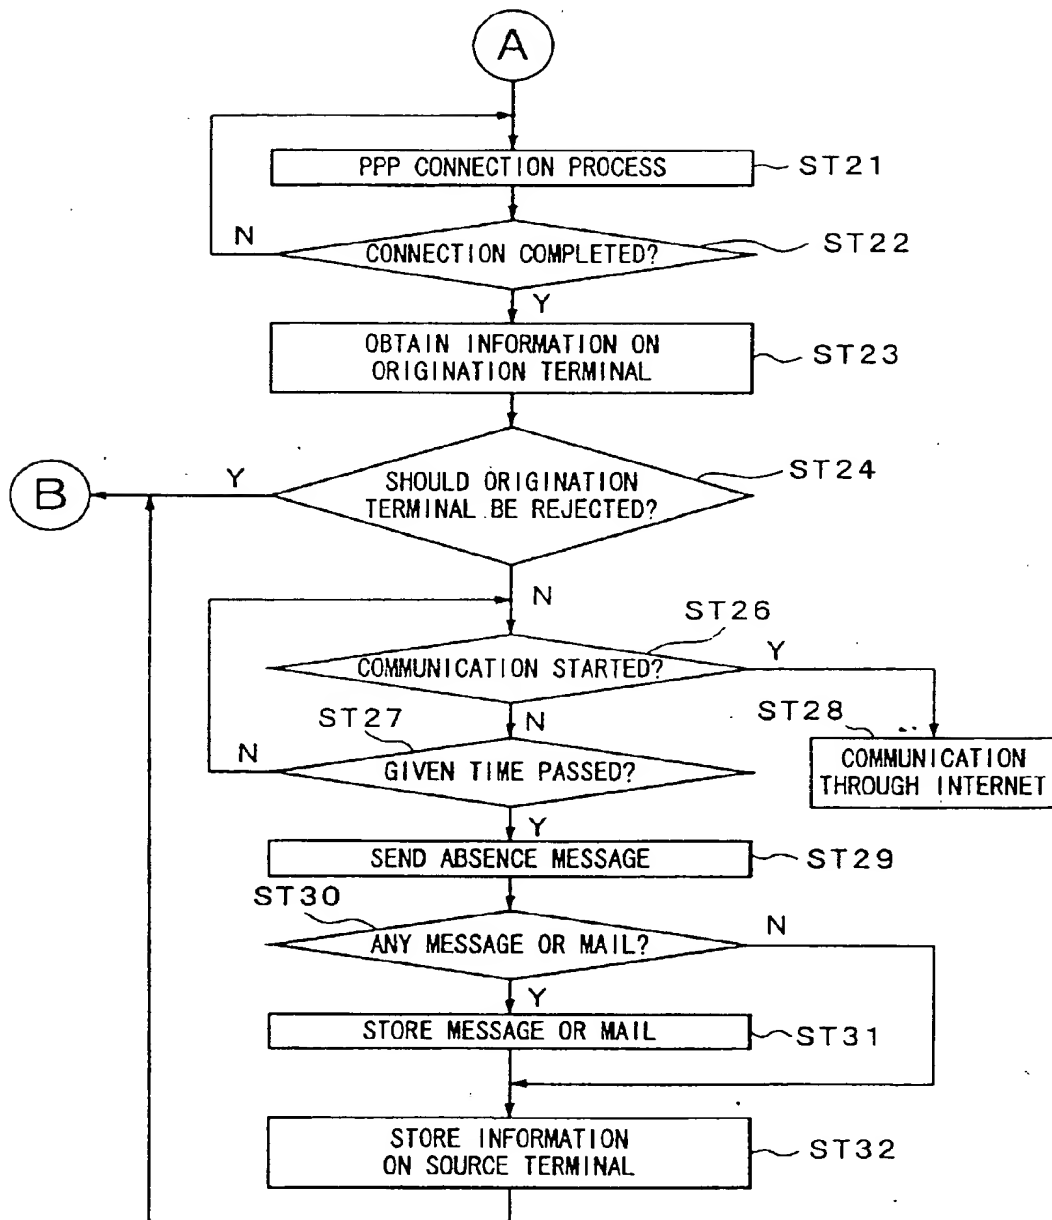 A
PPP CONNECTION PROCESS
ST21
N
CONNECTION COMPLETED?
ST22
Y
OBTAIN INFORMATION ON
ORIGINATION TERMINAL
ST23
B
Y
SHOULD ORIGINATION
TERMINAL BE REJECTED?
ST24
N
ST26
COMMUNICATION STARTED?
Y
ST27
N
ST28
N
GIVEN TIME PASSED?
COMMUNICATION
THROUGH INTERNET
Y
SEND ABSENCE MESSAGE
ST29
ST30
ANY MESSAGE OR MAIL?
N
Y
STORE MESSAGE OR MAIL
ST31
STORE INFORMATION
ON SOURCE TERMINAL
ST32